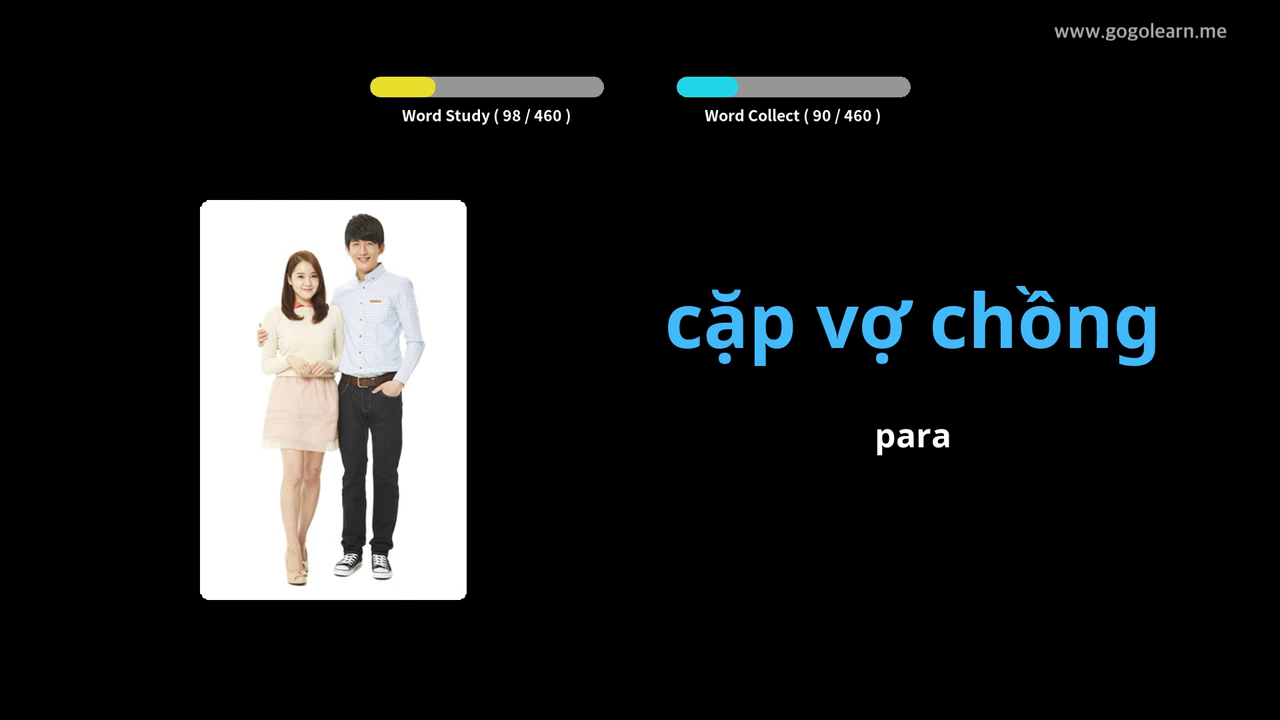 www.gogolearn.me
Word Study ( 98 / 460 )
Word Collect ( 90 / 460 )
cặp vợ chồng
para